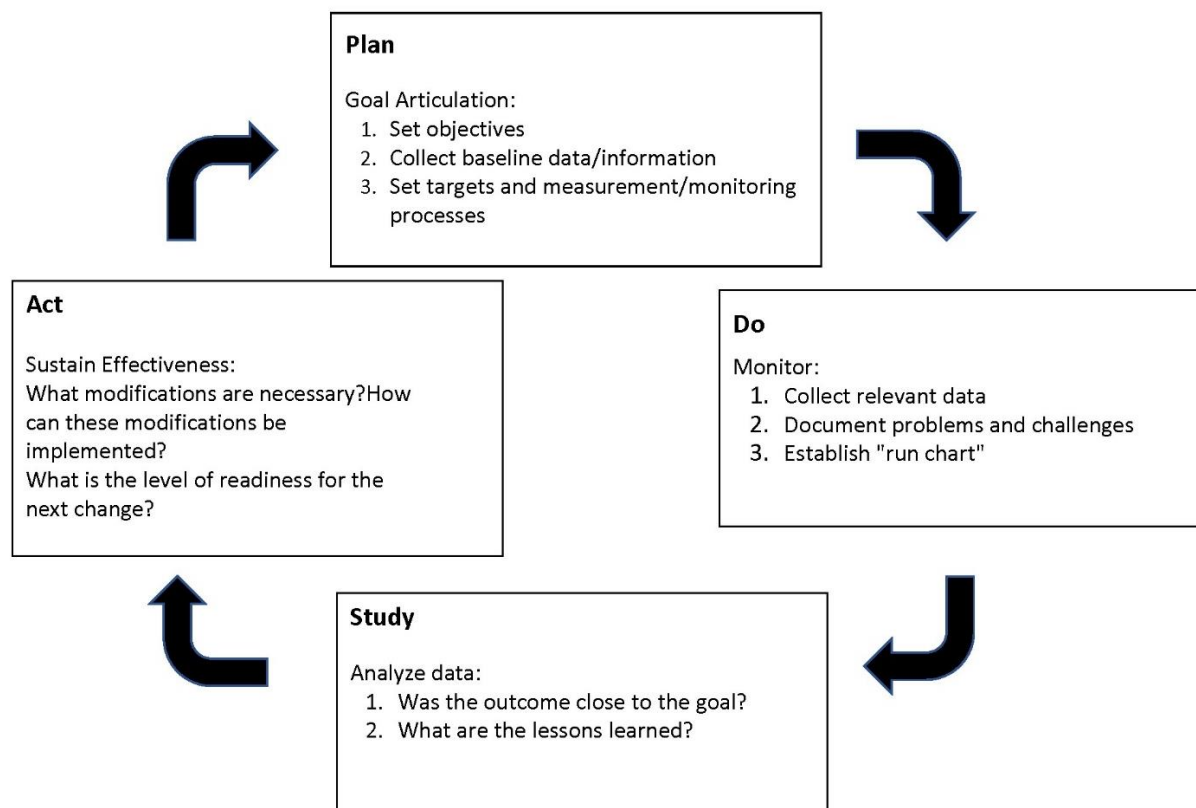 Plan
Goal Articulation:
1. Set objectives
2. Collect baseline data/information
3. Set targets and measurement/monitoring
processes
Do
Monitor:
1. Collect relevant data
2. Document problems and challenges
3. Establish "run chart"
Study
Analyze data:
1. Was the outcome close to the goal?
2. What are the lessons learned?
Act
Sustain Effectiveness:
What modifications are necessary?How
can these modifications be
implemented?
What is the level of readiness for the
next change?